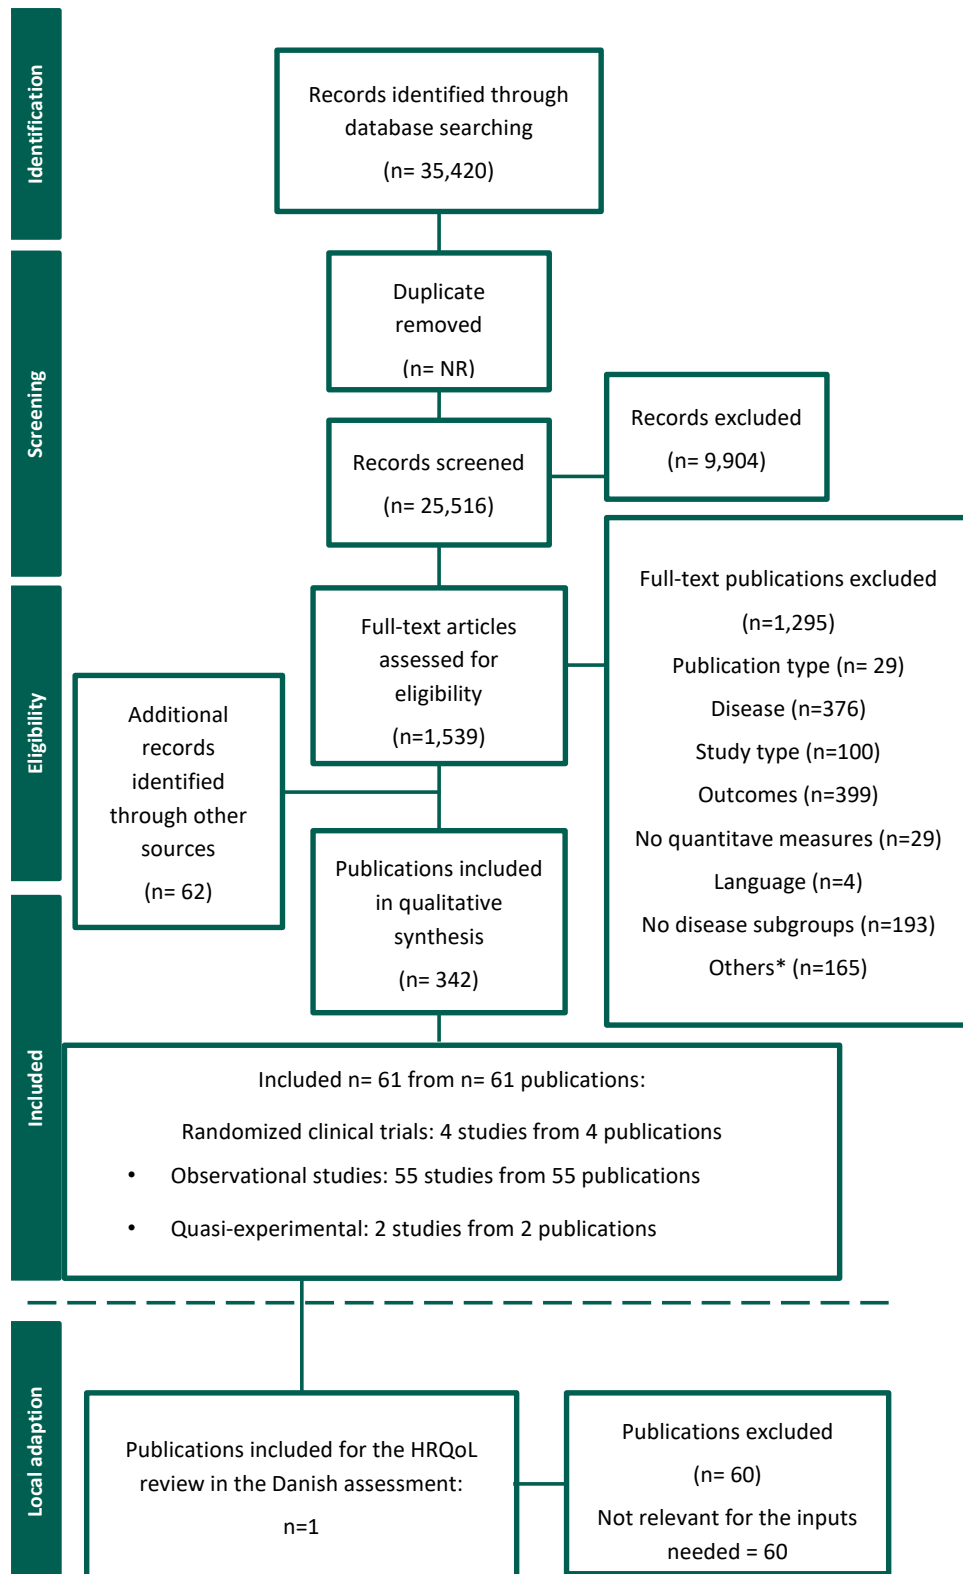 Identification
Records identified through
database searching
(n= 35,420)
Screening
Duplicate
removed
(n= NR)
Records screened
(n= 25,516)
Records excluded
(n= 9,904)
Eligibility
Full-text articles
assessed for
eligibility
(n=1,539)
Full-text publications excluded
(n=1,295)
Publication type (n= 29)
Disease (n=376)
Study type (n=100)
Outcomes (n=399)
No quantitave measures (n=29)
Language (n=4)
No disease subgroups (n=193)
Others* (n=165)
Additional
records
identified
through other
sources
(n= 62)
Publications included
in qualitative
synthesis
(n= 342)
Included
Included n= 61 from n= 61 publications:
Randomized clinical trials: 4 studies from 4 publications
• Observational studies: 55 studies from 55 publications
• Quasi-experimental: 2 studies from 2 publications
Local adaption
Publications included for the HRQoL
review in the Danish assessment:
n=1
Publications excluded
(n= 60)
Not relevant for the inputs
needed = 60